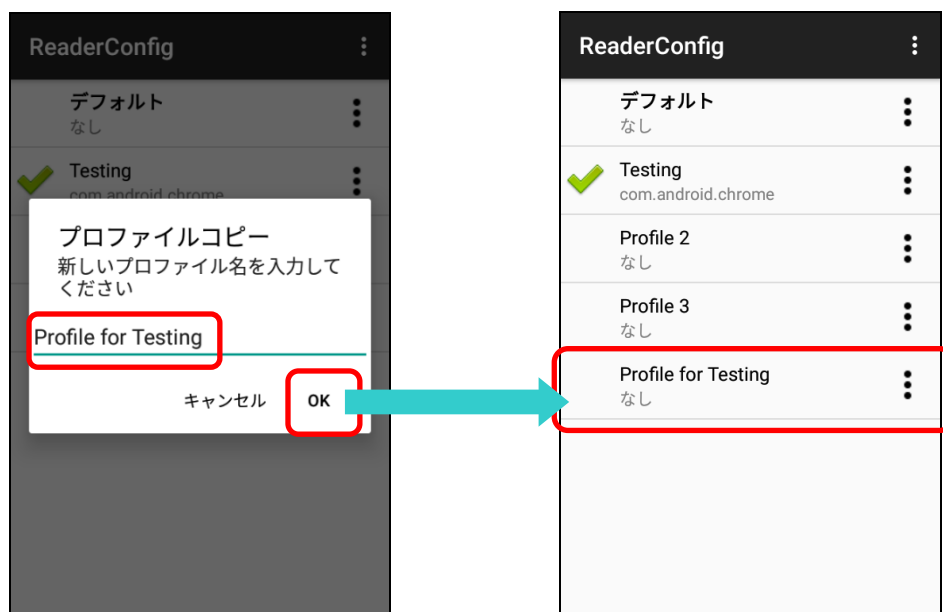 ReaderConfig
デフォルト
なし
Testing
com.android.chrome
プロファイルコピー
新しいプロファイル名を入力して
ください
Profile for Testing
キャンセル OK
ReaderConfig
デフォルト
なし
Testing
com.android.chrome
Profile 2
なし
Profile 3
なし
Profile for Testing
なし